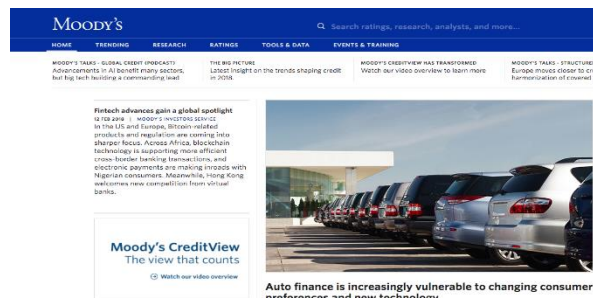 MOODY'S
Search ratings, research, analysts, and more...
HOME TRENDING RESEARCH RATINGS TOOLS & DATA EVENTS & TRAINING
MOODY'S TALKS - GLOBAL CREDIT (PODCAST)
Advancements in AI benefit many sectors,
but big tech building a commanding lead
THE BIG PICTURE
Latest insight on the trends shaping credit
in 2018.
MOODY'S CREDITVIEW HAS TRANSFORMED
Watch our video overview to learn more
MOODY'S TALKS - STRUCTURE
Europe moves closer to cr
harmonization of covered
Fintech advances gain a global spotlight
12 FEB 2018 | MOODY'S INVESTORS SERVICE
In the US and Europe, Bitcoin-related
products and regulation are coming into
sharper focus. Across Africa, blockchain
technology is supporting more efficient
cross-border banking transactions, and
electronic payments are making inroads with
Nigerian consumers. Meanwhile, Hong Kong
welcomes new competition from virtual
banks.
Moody's CreditView
The view that counts
Watch our video overview
Auto finance is increasingly vulnerable to changing consumer
preferences and new technology